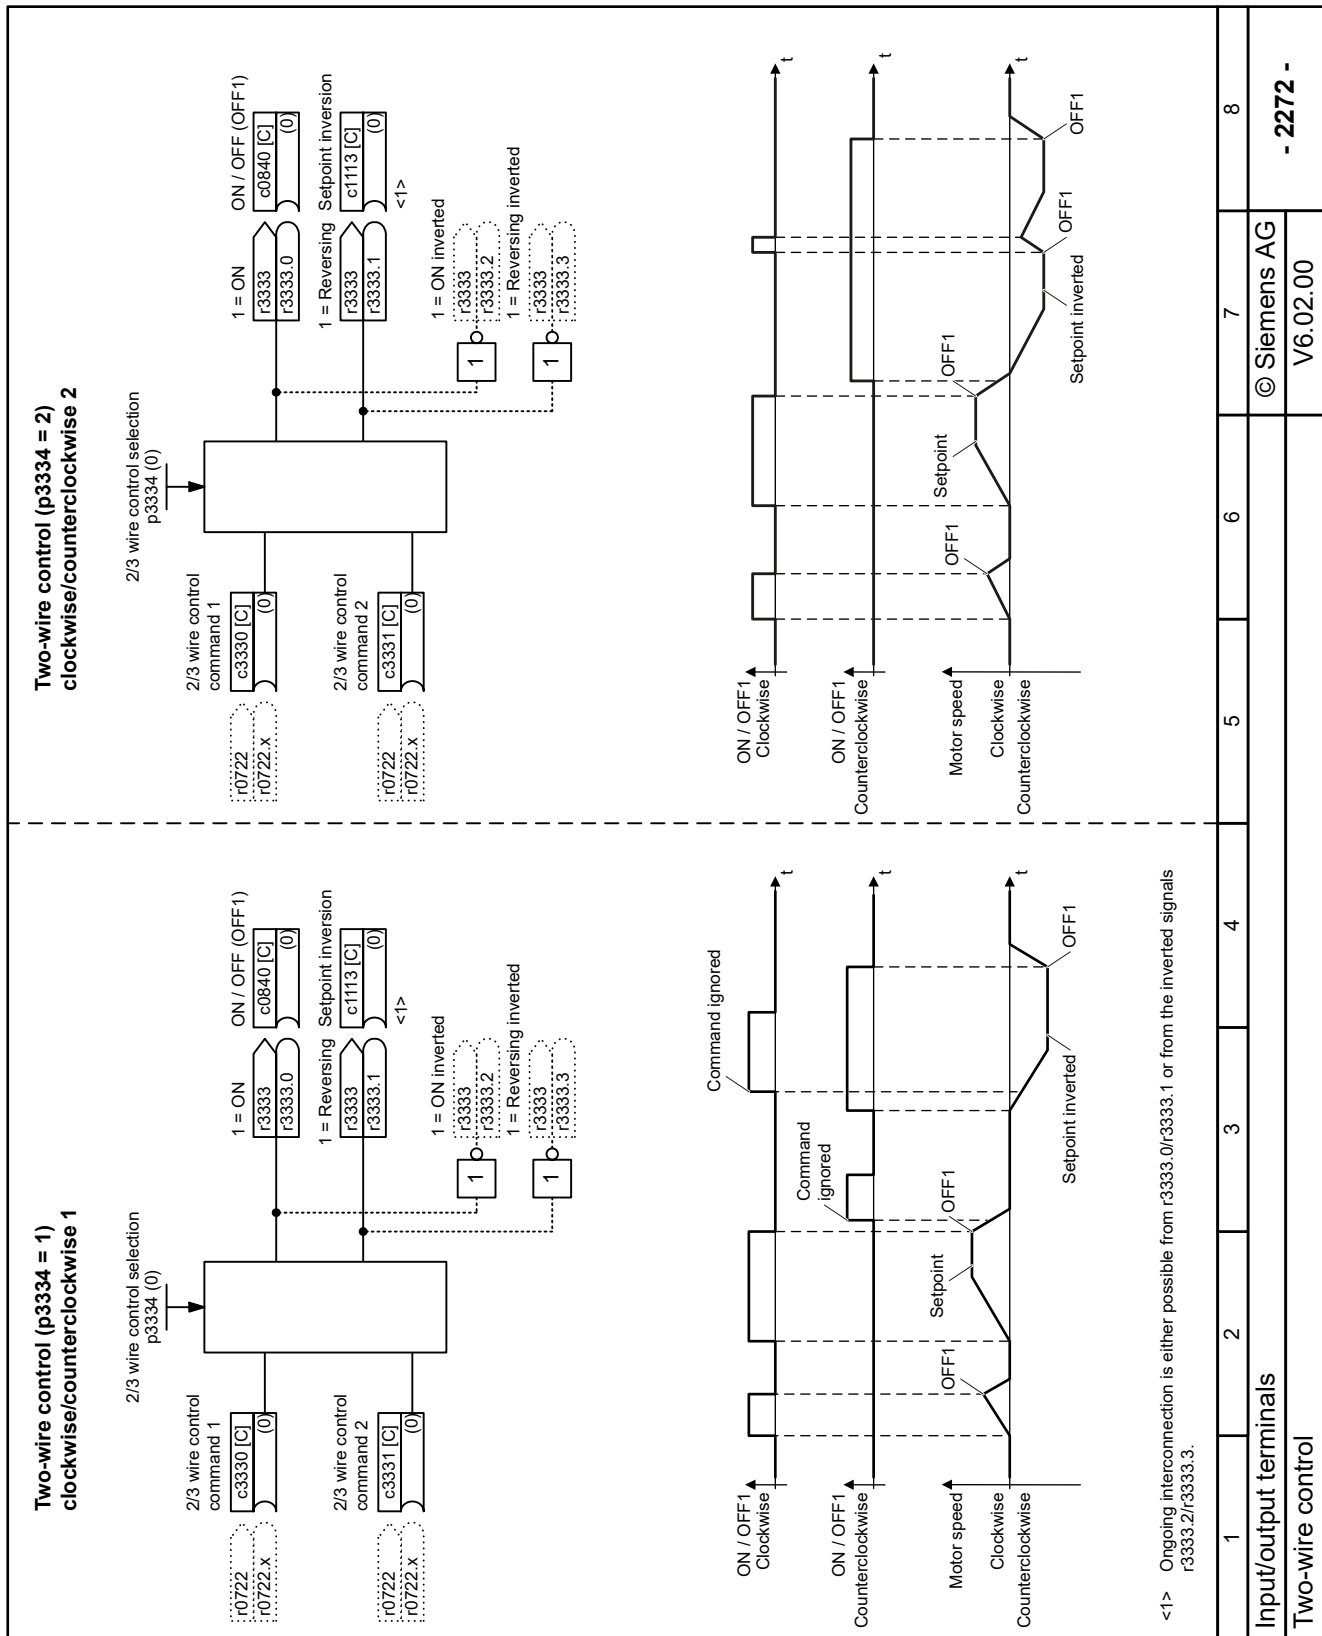 Two-wire control (p3334 = 1)
clockwise/counterclockwise 1
2/3 wire control selection
p3334 (0)
2/3 wire control
command 1
r0722
r0722.x
c3330 [C]
(0)
2/3 wire control
command 2
r0722
r0722.x
c3331 [C]
(0)
1 = ON
r3333
r3333.0
ON / OFF (OFF1)
c0840 [C]
(0)
1 = Reversing
r3333
r3333.1
Setpoint inversion
c1113 [C]
(0)
<1>
1
1 = ON inverted
r3333
r3333.2
1
1 = Reversing inverted
r3333
r3333.3
ON / OFF1
Clockwise
Command ignored
t
ON / OFF1
Counterclockwise
Command
ignored
t
Motor speed
Clockwise
Counterclockwise
OFF1
Setpoint
OFF1
Setpoint inverted
OFF1
t
<1> Ongoing interconnection is either possible from r3333.0/r3333.1 or from the inverted signals
r3333.2/r3333.3.
Two-wire control (p3334 = 2)
clockwise/counterclockwise 2
2/3 wire control selection
p3334 (0)
2/3 wire control
command 1
r0722
r0722.x
c3330 [C]
(0)
2/3 wire control
command 2
r0722
r0722.x
c3331 [C]
(0)
1 = ON
r3333
r3333.0
ON / OFF (OFF1)
c0840 [C]
(0)
1 = Reversing
r3333
r3333.1
Setpoint inversion
c1113 [C]
(0)
<1>
1
1 = ON inverted
r3333
r3333.2
1
1 = Reversing inverted
r3333
r3333.3
ON / OFF1
Clockwise
t
ON / OFF1
Counterclockwise
t
Motor speed
Clockwise
Counterclockwise
OFF1
Setpoint
OFF1
Setpoint inverted
OFF1
OFF1
t
1 2 3 4 5 6 7 8
Input/output terminals
Two-wire control
© Siemens AG
V6.02.00
- 2272 -